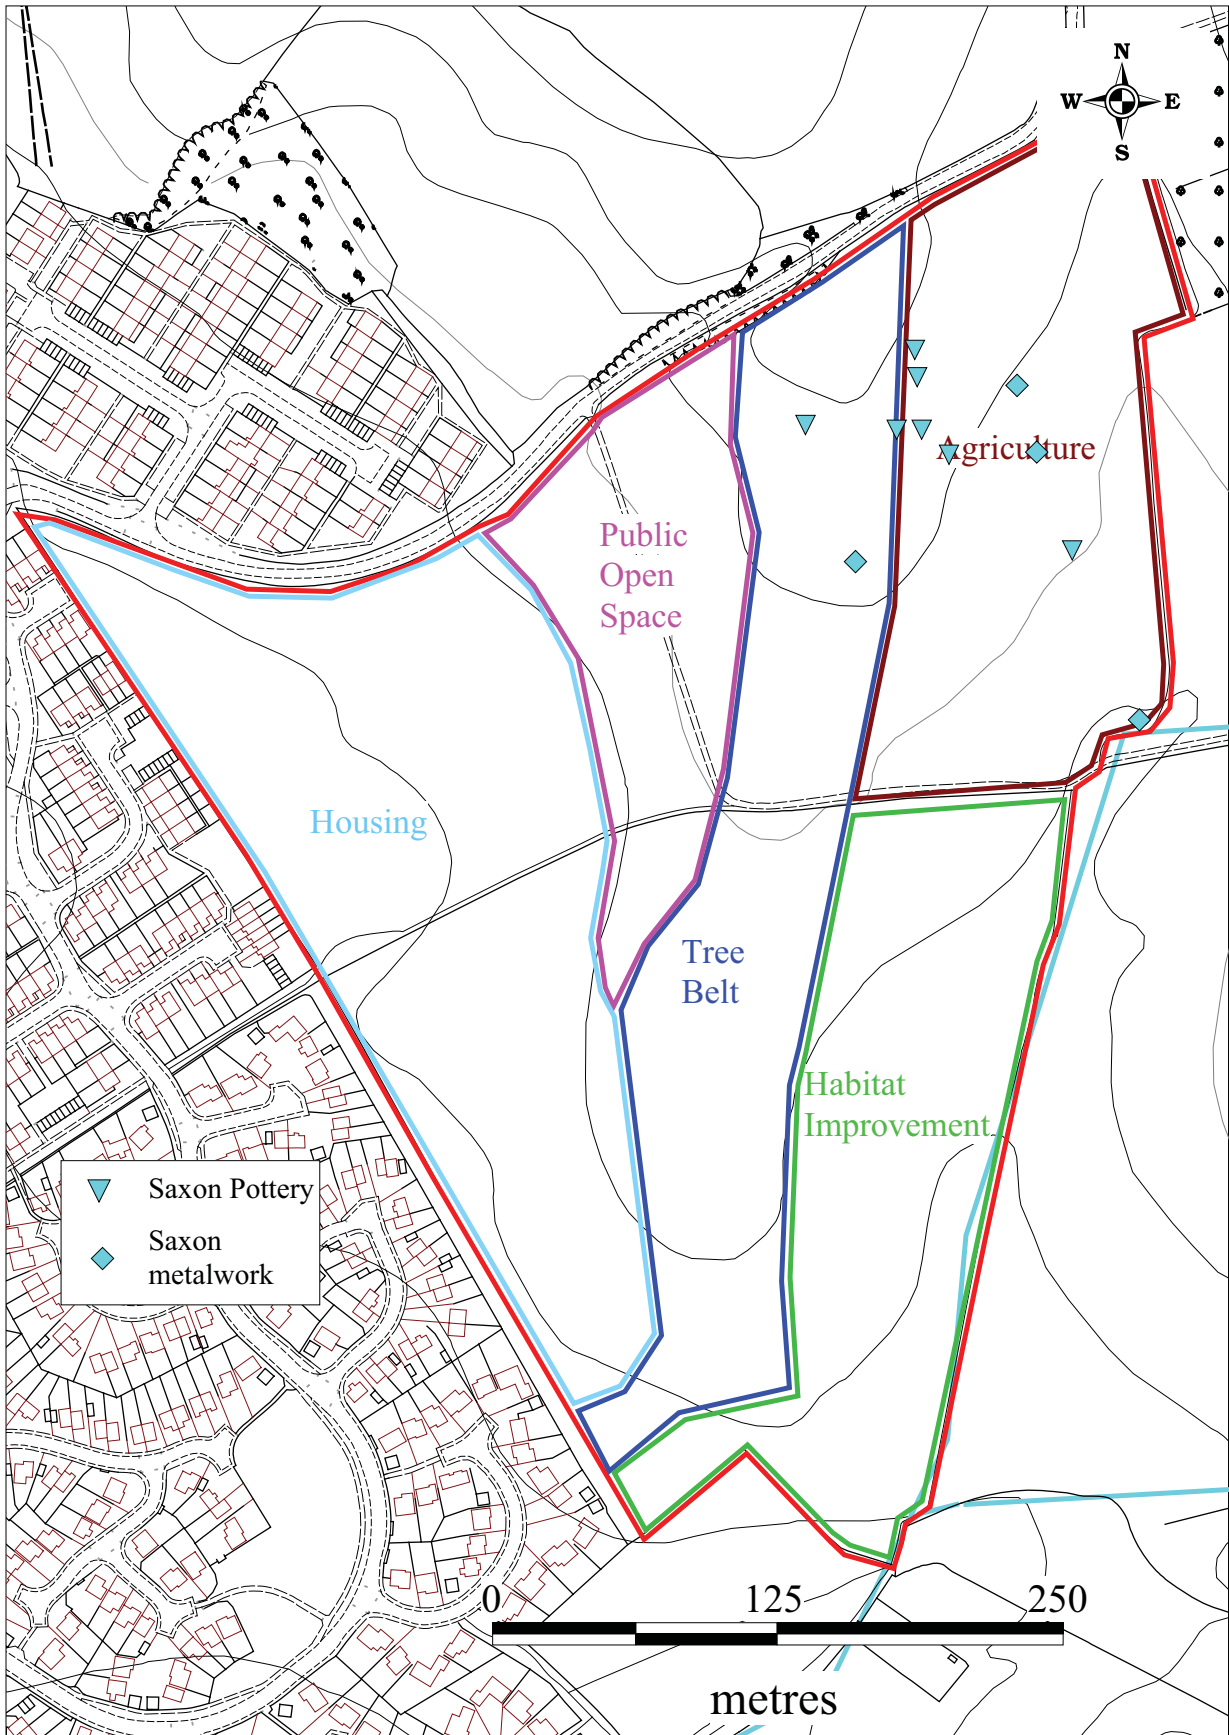 N
W E
S
Agriculture
Public
Open
Space
Housing
Tree
Belt
Habitat
Improvement
Saxon Pottery
Saxon
metalwork
0 125 250
metres